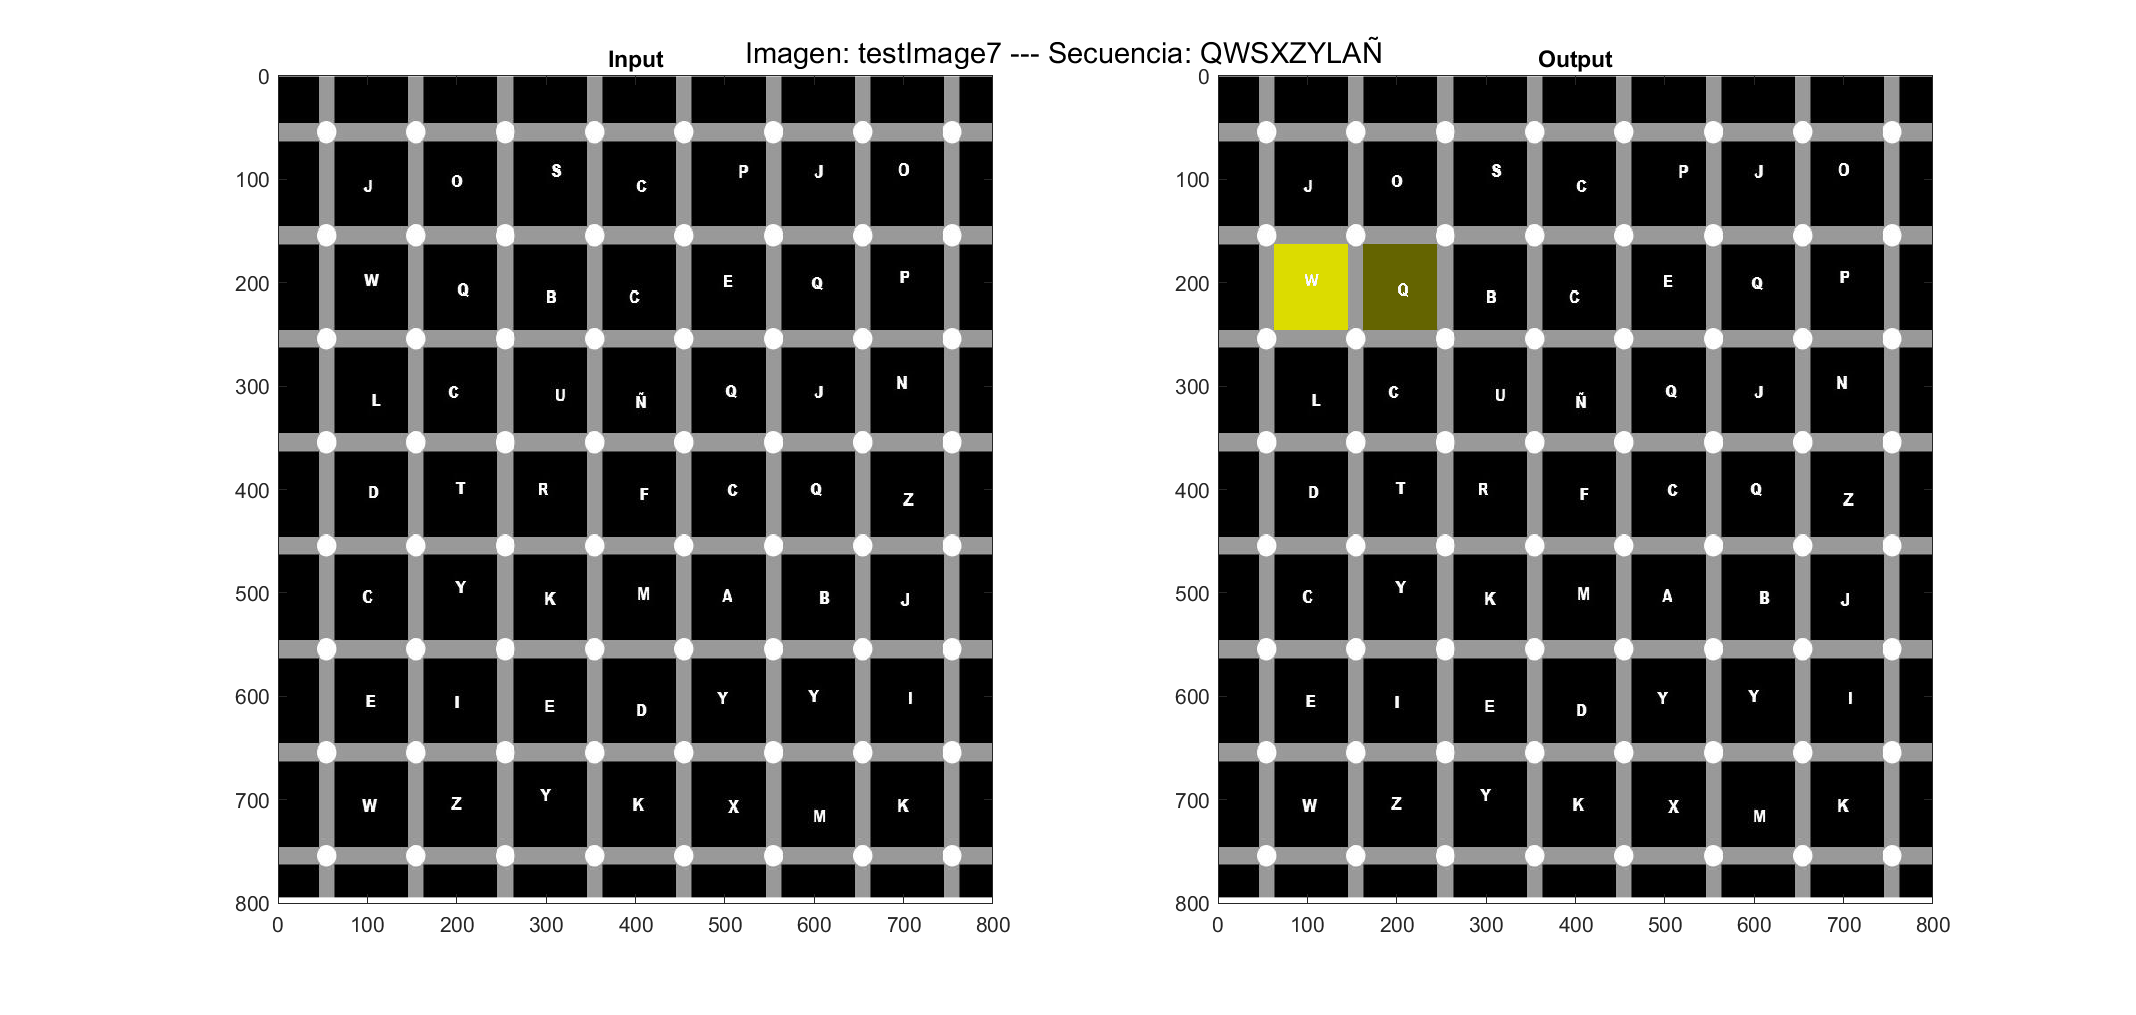 Imagen: testImage7 --- Secuencia: QWSXZYLAÑ
Input
0
100
200
300
400
500
600
700
800
J O S C P J O
W Q B C E Q P
L C U Ñ Q J N
D T R F C Q Z
C Y K M A B J
E I E D Y Y I
W Z Y K X M K
0 100 200 300 400 500 600 700 800
Output
0
100
200
300
400
500
600
700
800
J O S C P J O
W Q B C E Q P
L C U Ñ Q J N
D T R F C Q Z
C Y K M A B J
E I E D Y Y I
W Z Y K X M K
0 100 200 300 400 500 600 700 800